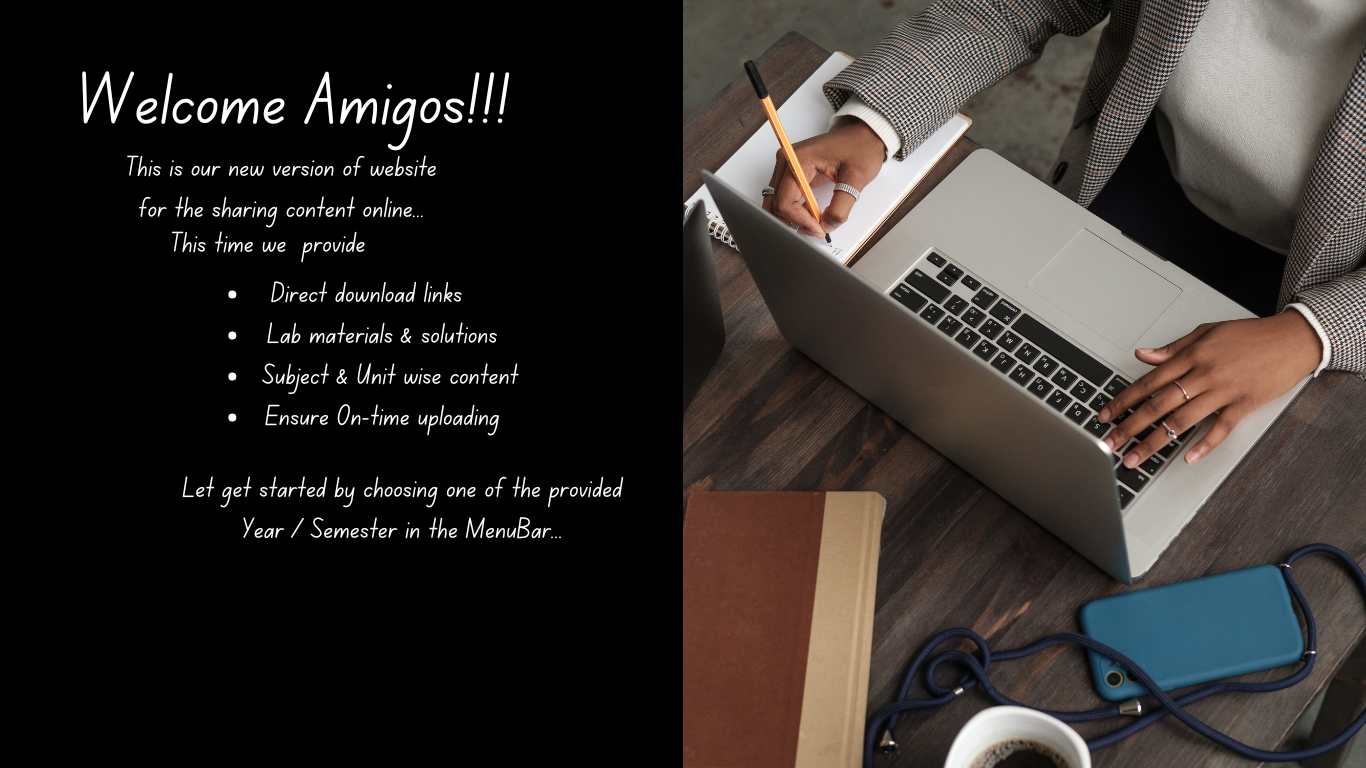 Welcome Amigos!!!
This is our new version of website
for the sharing content online...
This time we provide
• Direct download links
• Lab materials & solutions
• Subject & Unit wise content
• Ensure On-time uploading
Let get started by choosing one of the provided
Year / Semester in the MenuBar...